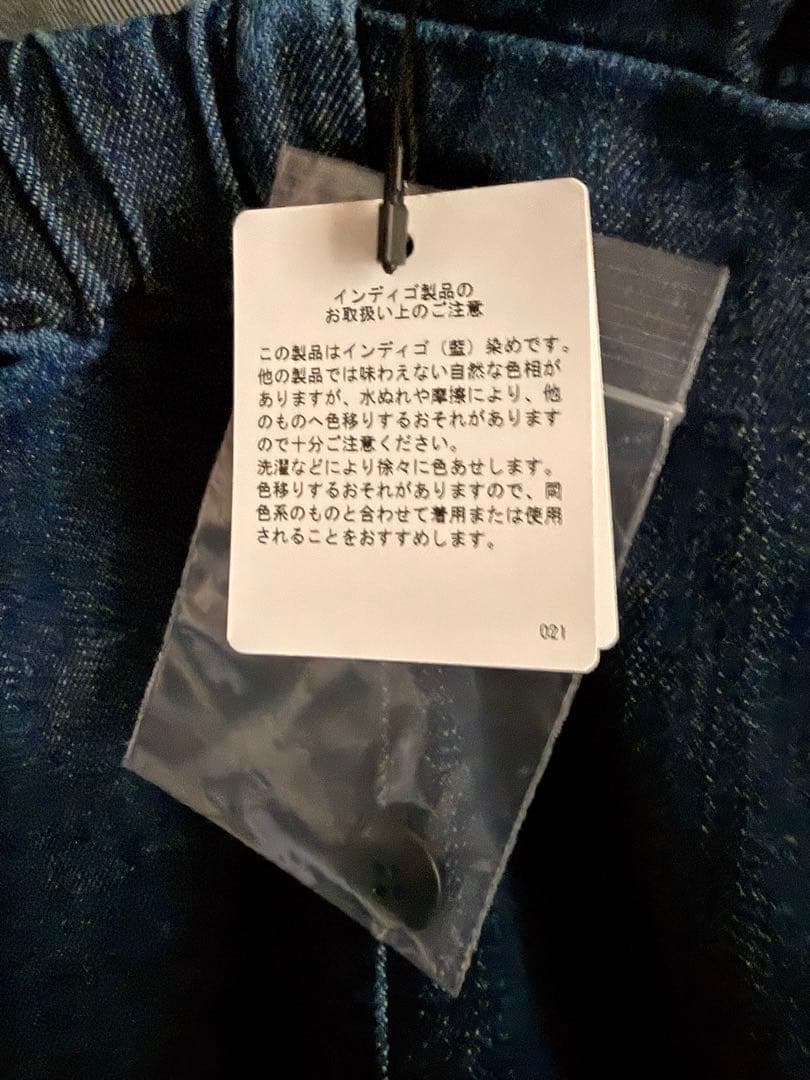 インディゴ製品の
お取扱い上のご注意
この製品はインディゴ（藍）染めです。
他の製品では味わえない自然な色相が
ありますが、水ぬれや摩擦により、他
のものへ色移りするおそれがあります
ので十分ご注意ください。
洗濯などにより徐々に色あせします。
色移りするおそれがありますので、同
色系のものと合わせて着用または使用
されることをおすすめします。
021